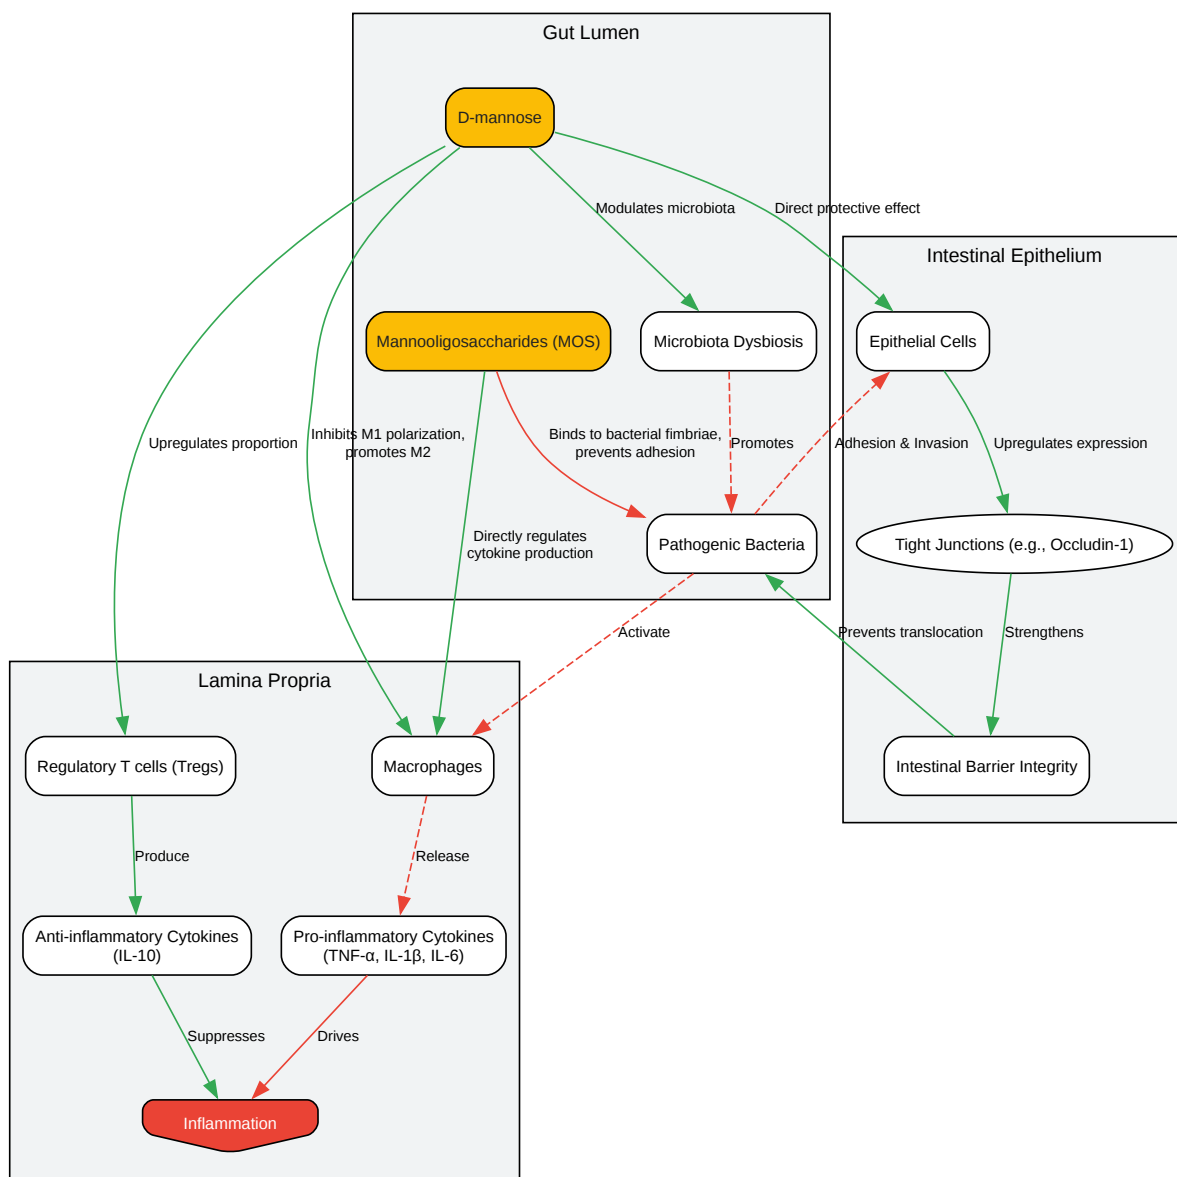 Gut Lumen
D-mannose
Modulates microbiota
Direct protective effect
Intestinal Epithelium
Mannooligosaccharides (MOS)
Microbiota Dysbiosis
Epithelial Cells
Upregulates proportion
Inhibits M1 polarization,
promotes M2
Binds to bacterial fimbriae,
prevents adhesion
Promotes
Adhesion & Invasion
Upregulates expression
Directly regulates
cytokine production
Pathogenic Bacteria
Tight Junctions (e.g., Occludin-1)
Activate
Prevents translocation
Strengthens
Lamina Propria
Regulatory T cells (Tregs)
Macrophages
Intestinal Barrier Integrity
Produce
Release
Anti-inflammatory Cytokines
(IL-10)
Pro-inflammatory Cytokines
(TNF-α, IL-1β, IL-6)
Suppresses
Drives
Inflammation